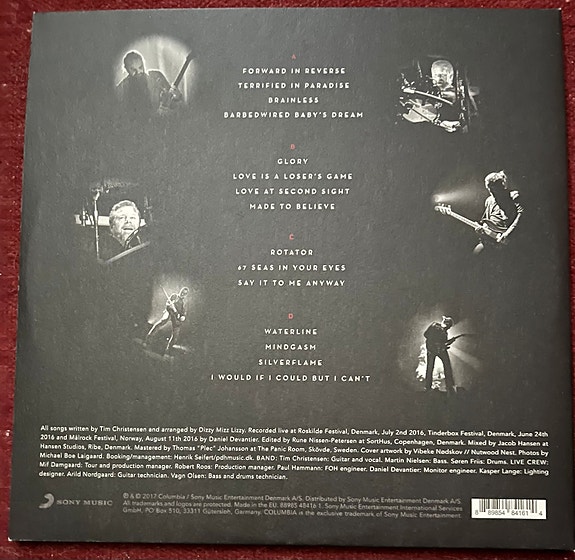 A
FORWARD IN REVERSE
TERRIFIED IN PARADISE
BRAINLESS
BARBEDWIRED BABY'S DREAM
B
GLORY
LOVE IS A LOSER'S GAME
LOVE AT SECOND SIGHT
MADE TO BELIEVE
C
ROTATOR
67 SEAS IN YOUR EYES
SAY IT TO ME ANYWAY
D
WATERLINE
MINDGASM
SILVERFLAME
I WOULD IF I COULD BUT I CAN'T
All songs written by Tim Christensen and arranged by Dizzy Mizz Lizzy. Recorded live at Roskilde Festival, Denmark, July 2nd 2016, Tinderbox Festival, Denmark, June 24th
2016 and Målrock Festival, Norway, August 11th 2016 by Daniel Devantier. Edited by Rune Nissen-Petersen at SortHus, Copenhagen, Denmark. Mixed by Jacob Hansen at
Hansen Studios, Ribe, Denmark. Mastered by Thomas "Plec" Johansson at The Panic Room, Skövde, Sweden. Cover artwork by Vibeke Nødskov // Nutwood Nest. Photos by
Michael Boe Laigaard. Booking/management: Henrik Seifert/pdhmusic.dk. BAND: Tim Christensen: Guitar and vocal. Martin Nielsen: Bass. Søren Friis: Drums. LIVE CREW:
Mif Damgaard: Tour and production manager. Robert Roos: Production manager. Paul Hammann: FOH engineer. Daniel Devantier: Monitor engineer. Kasper Lange: Lighting
designer. Arild Nordgaard: Guitar technician. Vagn Olsen: Bass and drums technician.
SONY MUSIC
℗ & © 2017 Columbia / Sony Music Entertainment Denmark A/S. Distributed by Sony Music Entertainment Denmark A/S.
All trademarks and logos are protected. Made in the EU. 88985 48416 1. Sony Music Entertainment International Services
GmbH, PO Box 510, 33311 Gütersloh, Germany. COLUMBIA is the exclusive trademark of Sony Music Entertainment.
8 89854 84161 4